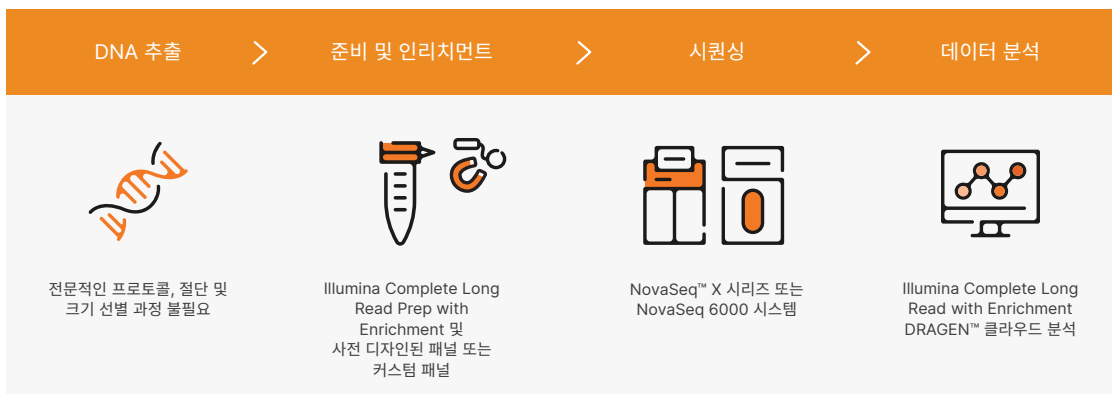 DNA 추출
준비 및 인리치먼트
시퀀싱
데이터 분석
전문적인 프로토콜, 절단 및
크기 선별 과정 불필요
Illumina Complete Long
Read Prep with
Enrichment 및
사전 디자인된 패널 또는
커스텀 패널
NovaSeq™ X 시리즈 또는
NovaSeq 6000 시스템
Illumina Complete Long
Read with Enrichment
DRAGEN™ 클라우드 분석